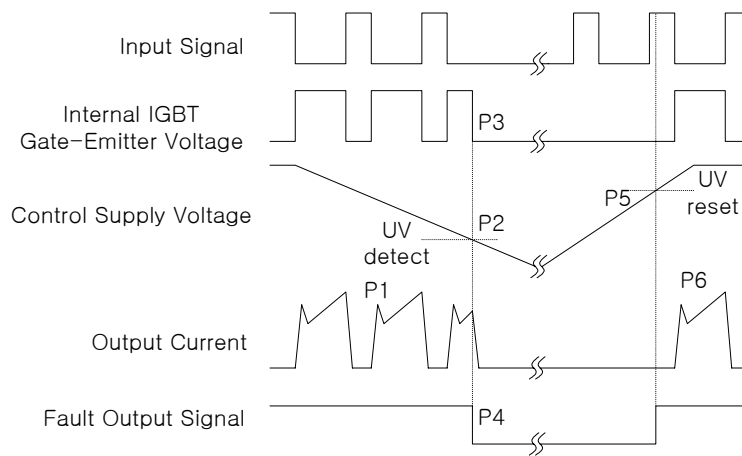 Input Signal
Internal IGBT
Gate-Emitter Voltage
P3
Control Supply Voltage
UV
detect
P2
P5
UV
reset
Output Current
P1
P6
Fault Output Signal
P4